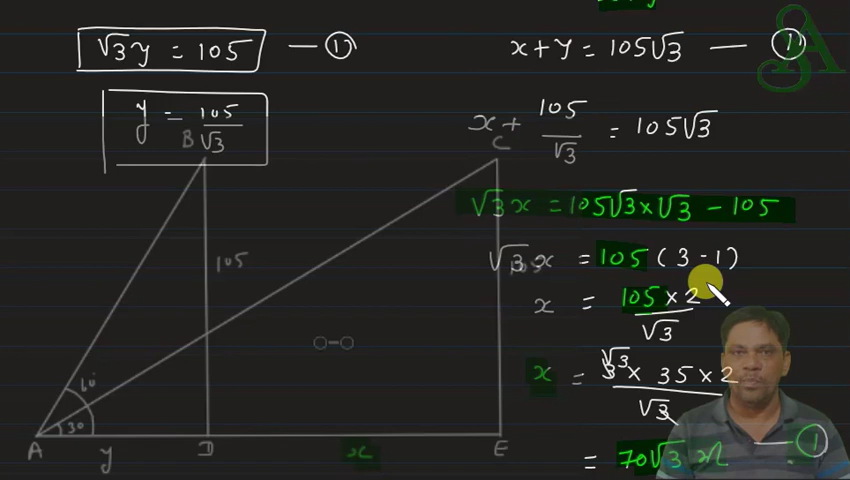 √3y = 105 — ①
y = 105/√3
B
105
60°
30°
A
y
D
x
E
C
x + y = 105√3 — ①
x + 105/√3 = 105√3
√3x = 105√3 × √3 − 105
√3x = 105 (3 − 1)
x = 105 × 2/√3
x = 3 × 35 × 2/√3
√3
= 70√3 m — ①